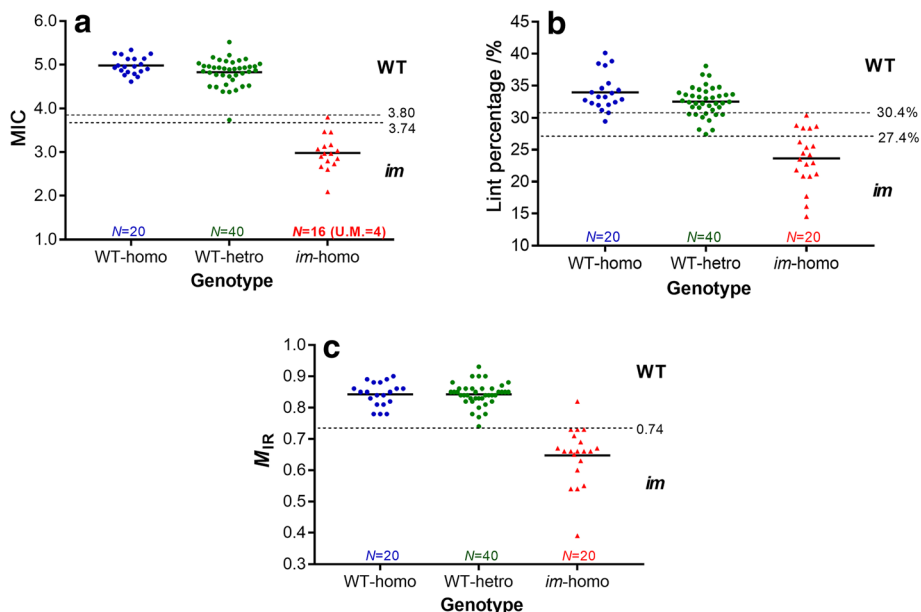 a
MIC
6.0
5.0
4.0
3.0
2.0
1.0
WT
3.80
3.74
im
N=20
N=40
N=16 (U.M.=4)
WT-homo
WT-hetro
im-homo
Genotype
b
Lint percentage /%
45
40
35
30
25
20
15
10
WT
30.4%
27.4%
im
N=20
N=40
N=20
WT-homo
WT-hetro
im-homo
Genotype
c
MIR
1.0
0.9
0.8
0.7
0.6
0.5
0.4
0.3
WT
0.74
im
N=20
N=40
N=20
WT-homo
WT-hetro
im-homo
Genotype